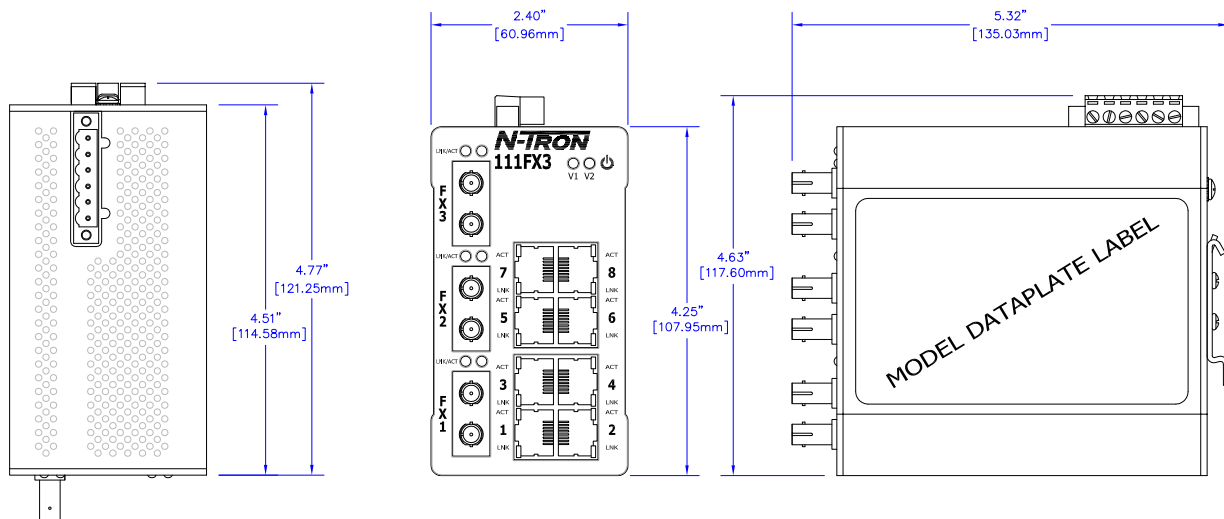 2.40"
[60.96mm]
5.32"
[135.03mm]
4.77"
[121.25mm]
4.51"
[114.58mm]
4.63"
[117.60mm]
4.25"
[107.95mm]
N-TRON
111FX3
V1 V2
LNK/ACT
FX3
LNK/ACT
FX2
LNK/ACT
FX1
ACT
7
LNK
ACT
8
LNK
ACT
5
LNK
ACT
6
LNK
ACT
3
LNK
ACT
4
LNK
ACT
1
LNK
ACT
2
LNK
MODEL DATAPLATE LABEL